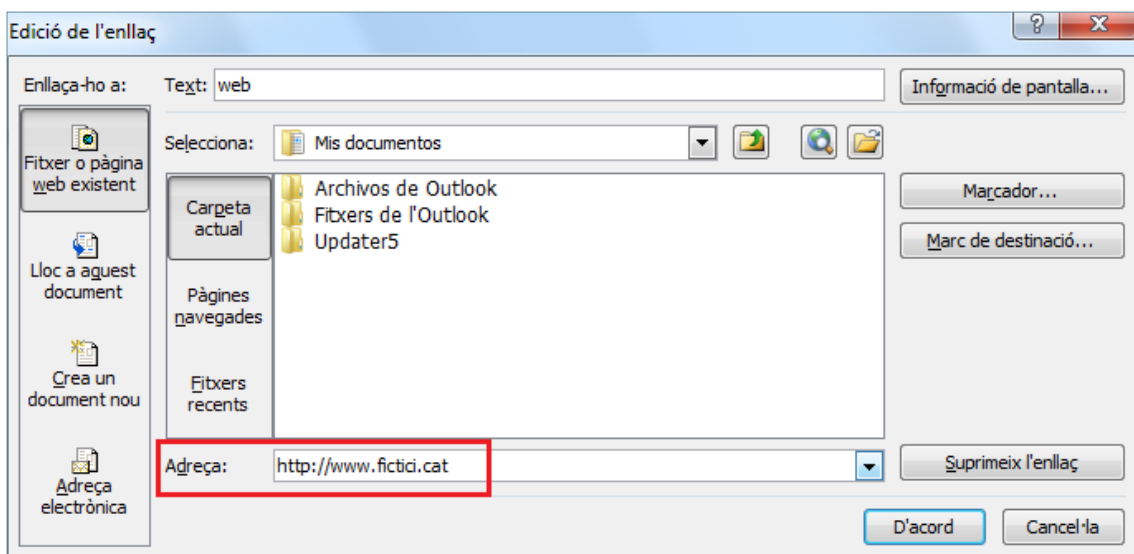 Edició de l'enllaç
Enllaça-ho a:
Text: web
Informació de pantalla...
Fitxer o pàgina
web existent
Selecciona:
Mis documentos
Carpeta
actual
Archivos de Outlook
Fitxers de l'Outlook
Updater5
Marcador...
Marc de destinació...
Lloc a aquest
document
Pàgines
navegades
Crea un
document nou
Fitxers
recents
Adreça
electrònica
Adreça:
http://www.fictici.cat
Suprimeix l'enllaç
D'acord
Cancel·la